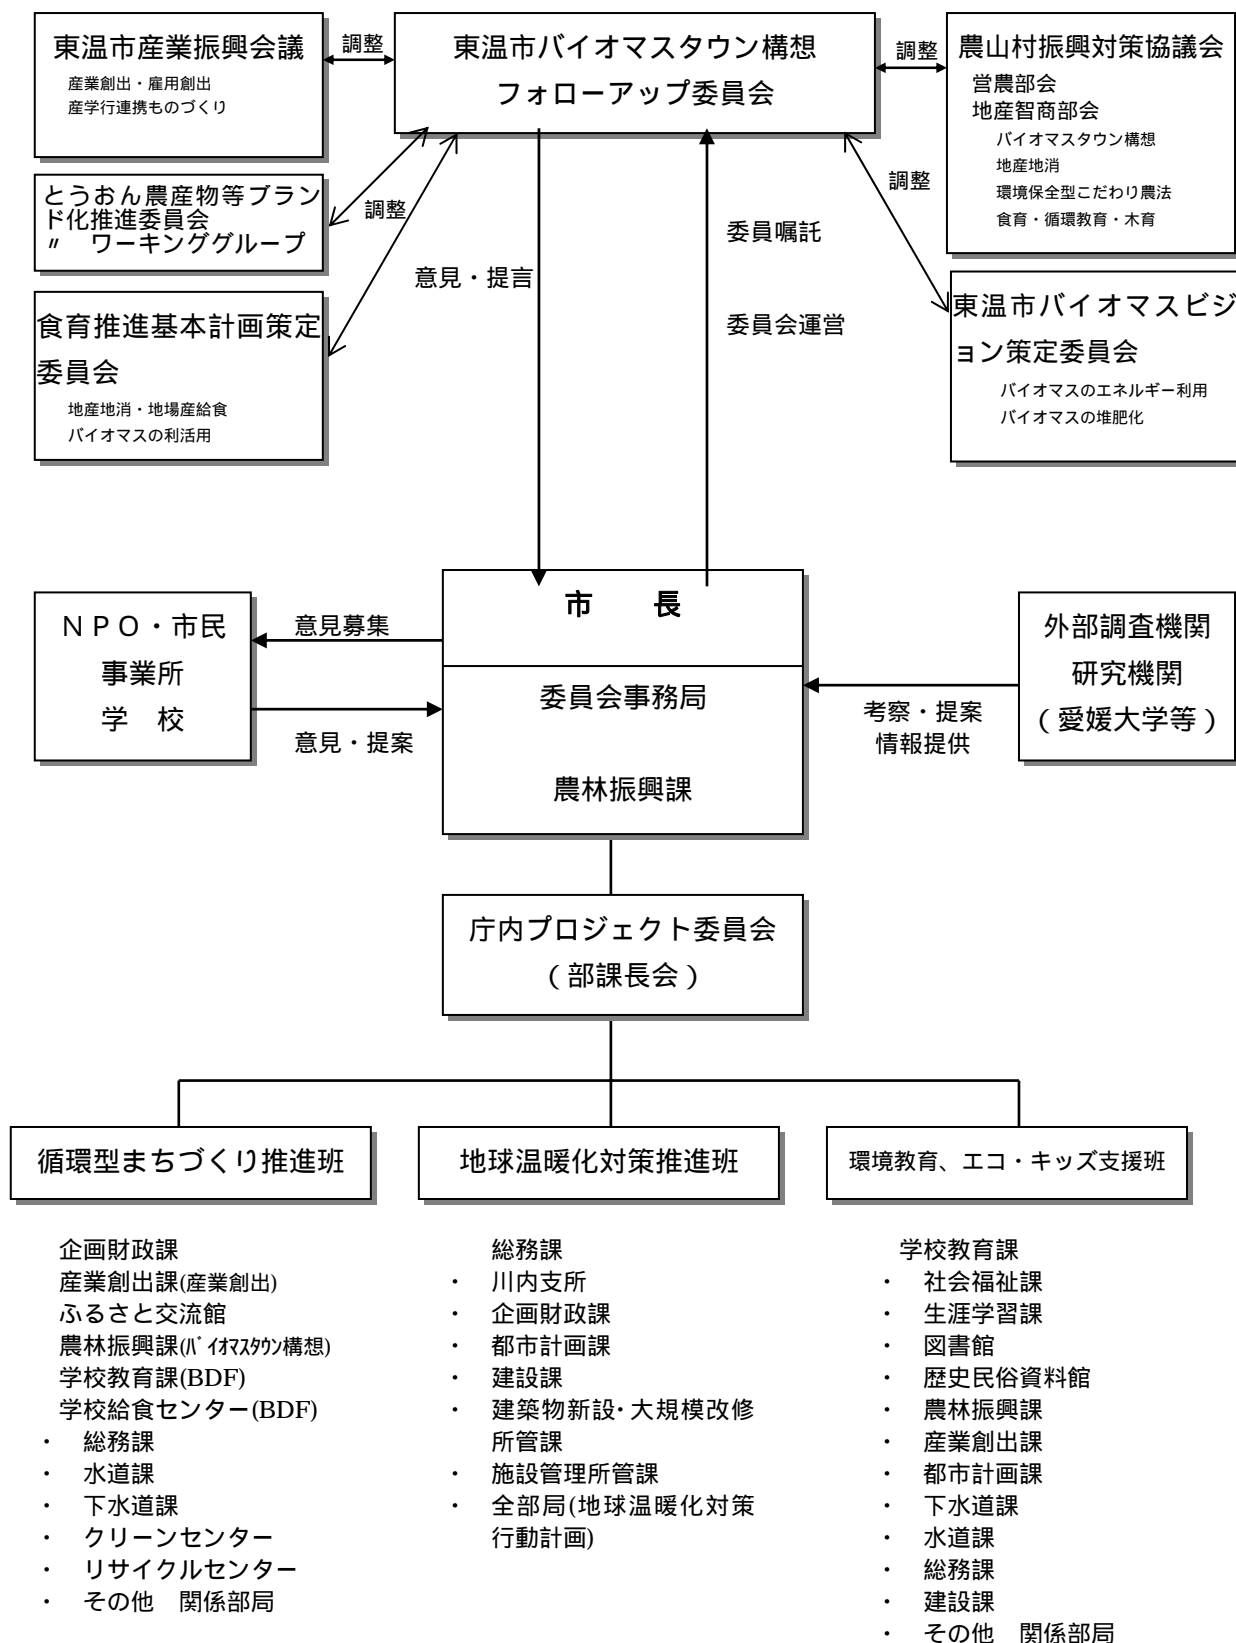 東温市産業振興会議
産業創出・雇用創出
産学行連携ものづくり
調整
東温市バイオマスタウン構想
フォローアップ委員会
調整
農山村振興対策協議会
営農部会
地産智商部会
バイオマスタウン構想
地産地消
環境保全型こだわり農法
食育・循環教育・木育
とうおん農産物等ブラン
ド化推進委員会
〃 ワーキンググループ
調整
調整
委員嘱託
意見・提言
委員会運営
食育推進基本計画策定
委員会
地産地消・地場産給食
バイオマスの利活用
東温市バイオマスビジ
ョン策定委員会
バイオマスのエネルギー利用
バイオマスの堆肥化
ＮＰＯ・市民
事業所
学　校
意見募集
意見・提案
市　　長
委員会事務局
農林振興課
考察・提案
情報提供
外部調査機関
研究機関
（愛媛大学等）
庁内プロジェクト委員会
（部課長会）
循環型まちづくり推進班
地球温暖化対策推進班
環境教育、エコ・キッズ支援班
企画財政課
産業創出課(産業創出)
ふるさと交流館
農林振興課(ﾊﾞｲｵﾏｽﾀｳﾝ構想)
学校教育課(BDF)
学校給食センター(BDF)
・　総務課
・　水道課
・　下水道課
・　クリーンセンター
・　リサイクルセンター
・　その他　関係部局
総務課
・　川内支所
・　企画財政課
・　都市計画課
・　建設課
・　建築物新設・大規模改修
所管課
・　施設管理所管課
・　全部局(地球温暖化対策
行動計画)
学校教育課
・　社会福祉課
・　生涯学習課
・　図書館
・　歴史民俗資料館
・　農林振興課
・　産業創出課
・　都市計画課
・　下水道課
・　水道課
・　総務課
・　建設課
・　その他　関係部局